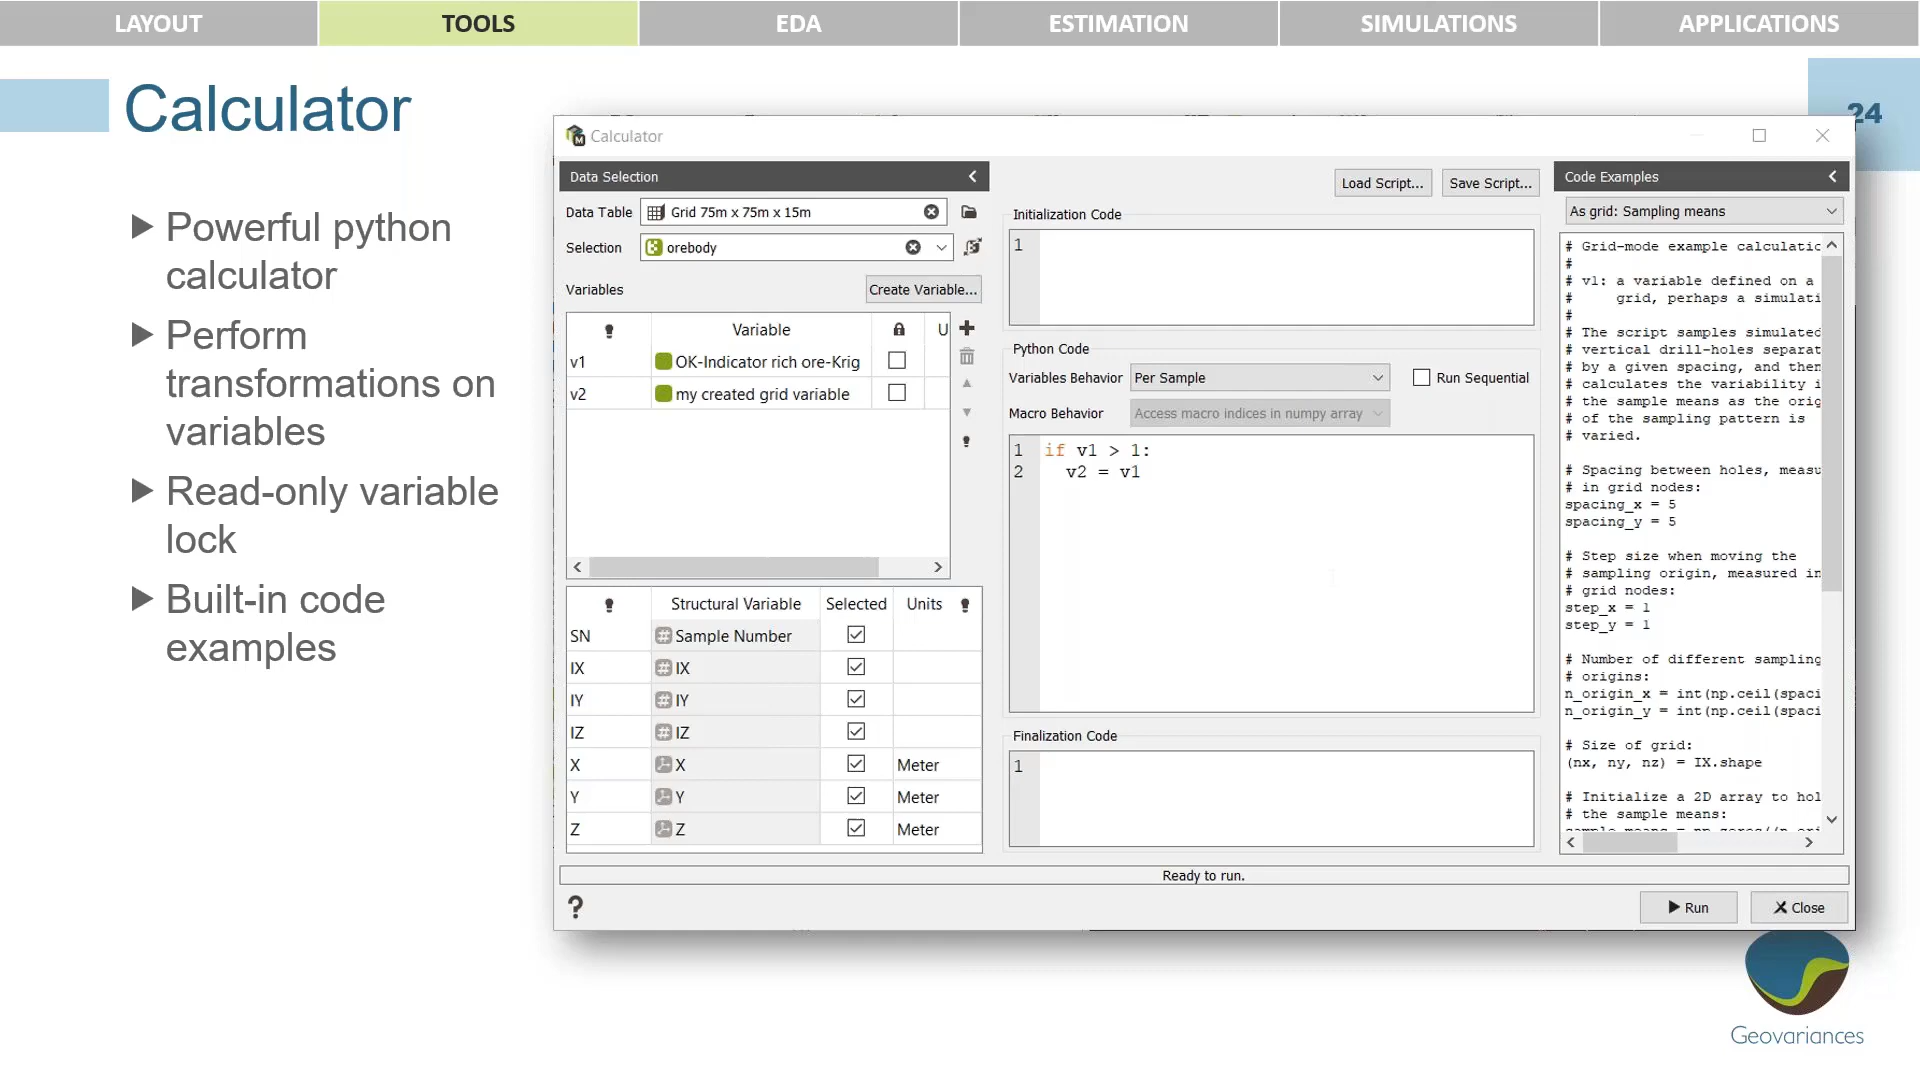 LAYOUT
TOOLS
EDA
ESTIMATION
SIMULATIONS
APPLICATIONS
Calculator
24
Powerful python
calculator
Perform
transformations on
variables
Read-only variable
lock
Built-in code
examples
Calculator
Data Selection
Data Table Grid 75m x 75m x 15m
Selection orebody
Variables Create Variable...
Variable U
v1 OK-Indicator rich ore-Krig
v2 my created grid variable
Structural Variable Selected Units
SN Sample Number
IX IX
IY IY
IZ IZ
X X Meter
Y Y Meter
Z Z Meter
Load Script... Save Script...
Initialization Code
1
Python Code
Variables Behavior Per Sample Run Sequential
Macro Behavior Access macro indices in numpy array
1 if v1 > 1:
2 v2 = v1
Finalization Code
1
Code Examples
As grid: Sampling means
# Grid-mode example calculatic
#
# v1: a variable defined on a
# grid, perhaps a simulati
#
# The script samples simulated
# vertical drill-holes separat
# by a given spacing, and then
# calculates the variability i
# the sample means as the orig
# of the sampling pattern is
# varied.
# Spacing between holes, measu
# in grid nodes:
spacing_x = 5
spacing_y = 5
# Step size when moving the
# sampling origin, measured in
# grid nodes:
step_x = 1
step_y = 1
# Number of different sampling
# origins:
n_origin_x = int(np.ceil(spaci
n_origin_y = int(np.ceil(spaci
# Size of grid:
(nx, ny, nz) = IX.shape
# Initialize a 2D array to hol
# the sample means:
Ready to run.
? Run Close
Geovariances